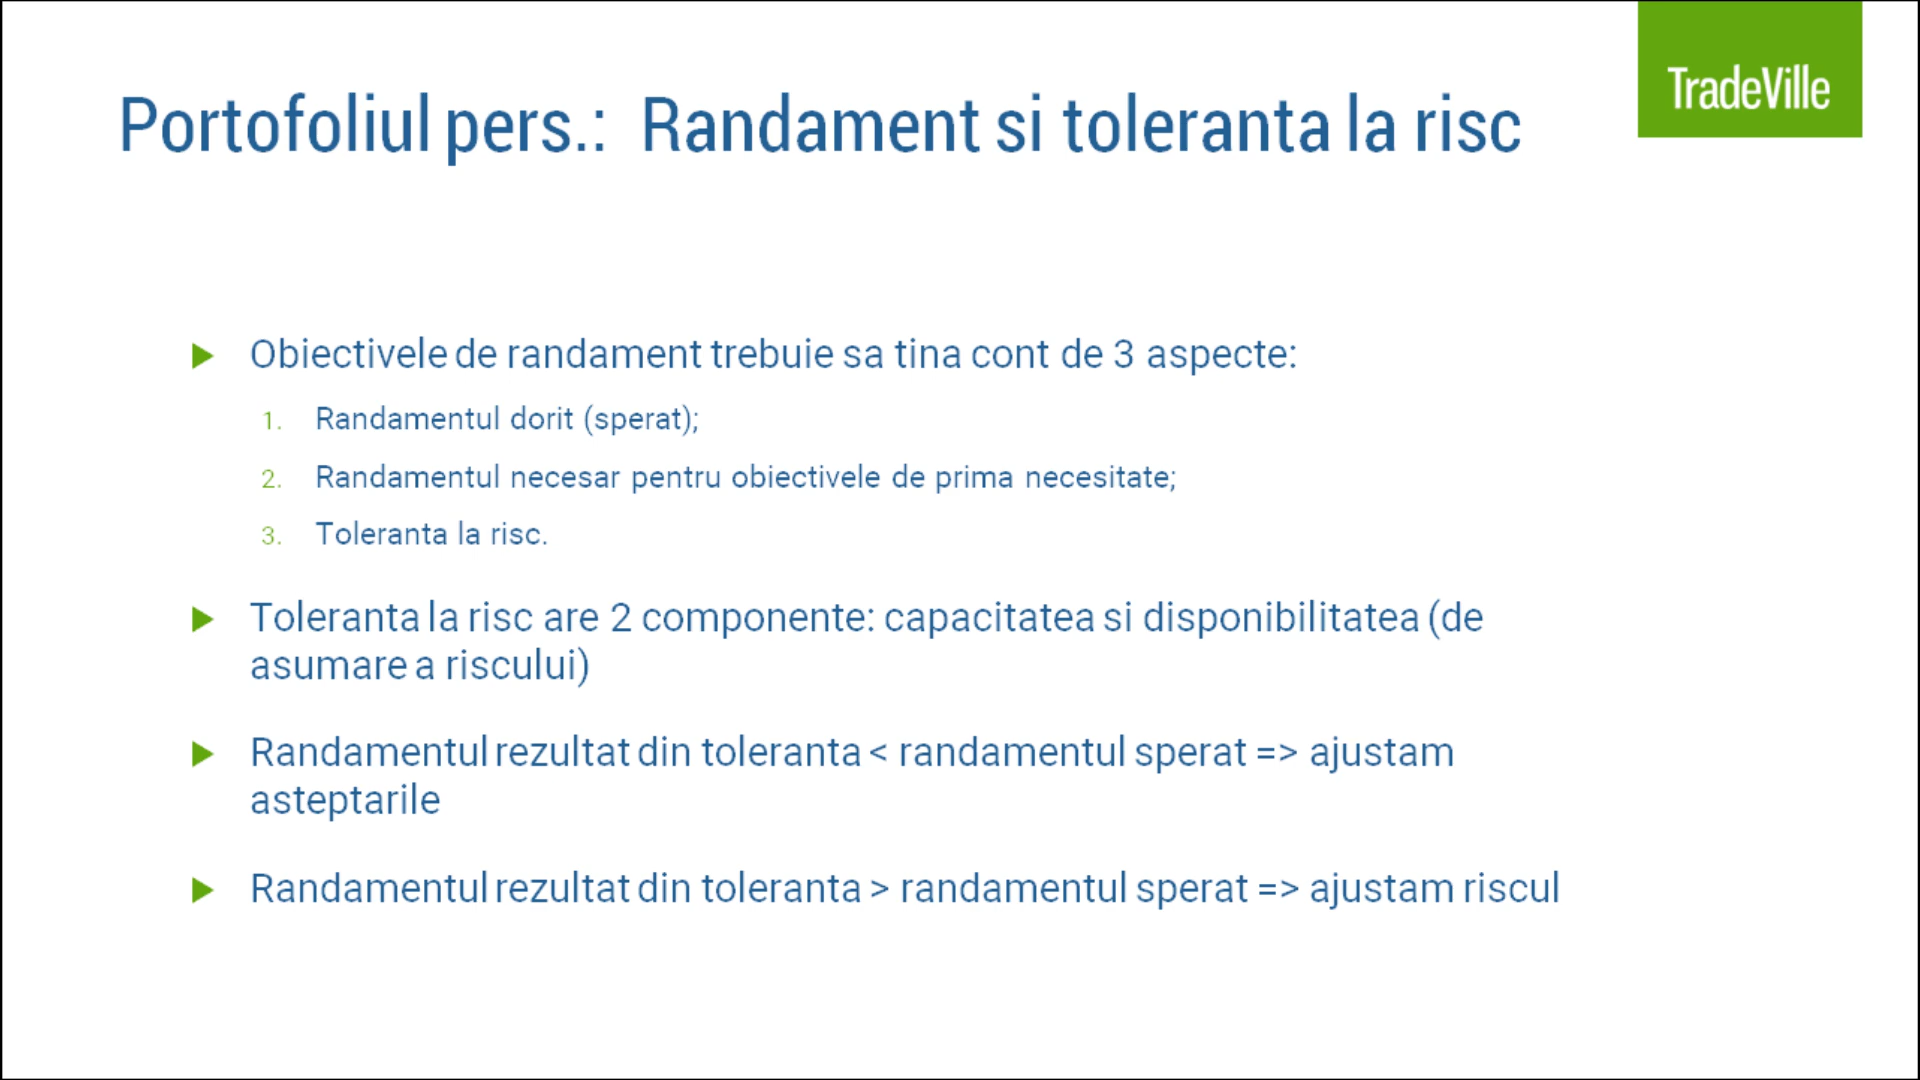 TradeVille
Portofoliul pers.: Randament si toleranta la risc
Obiectivele de randament trebuie sa tina cont de 3 aspecte:
1. Randamentul dorit (sperat);
2. Randamentul necesar pentru obiectivele de prima necesitate;
3. Toleranta la risc.
Toleranta la risc are 2 componente: capacitatea si disponibilitatea (de
asumare a riscului)
Randamentul rezultat din toleranta < randamentul sperat => ajustam
asteptarile
Randamentul rezultat din toleranta > randamentul sperat => ajustam riscul